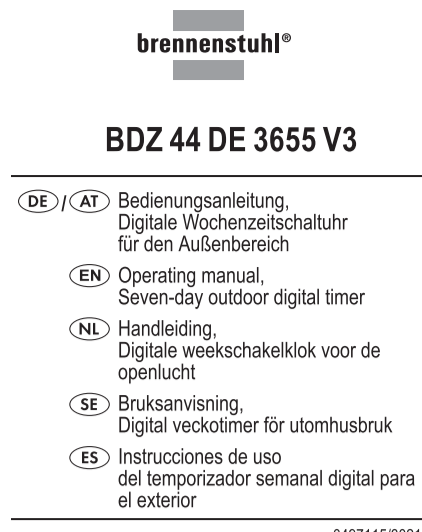 brennenstuhl®
BDZ 44 DE 3655 V3
DE / AT Bedienungsanleitung,
Digitale Wochenzeitschaltuhr
für den Außenbereich
EN Operating manual,
Seven-day outdoor digital timer
NL Handleiding,
Digitale weekschakelklok voor de
openlucht
SE Bruksanvisning,
Digital veckotimer för utomhusbruk
ES Instrucciones de uso
del temporizador semanal digital para
el exterior